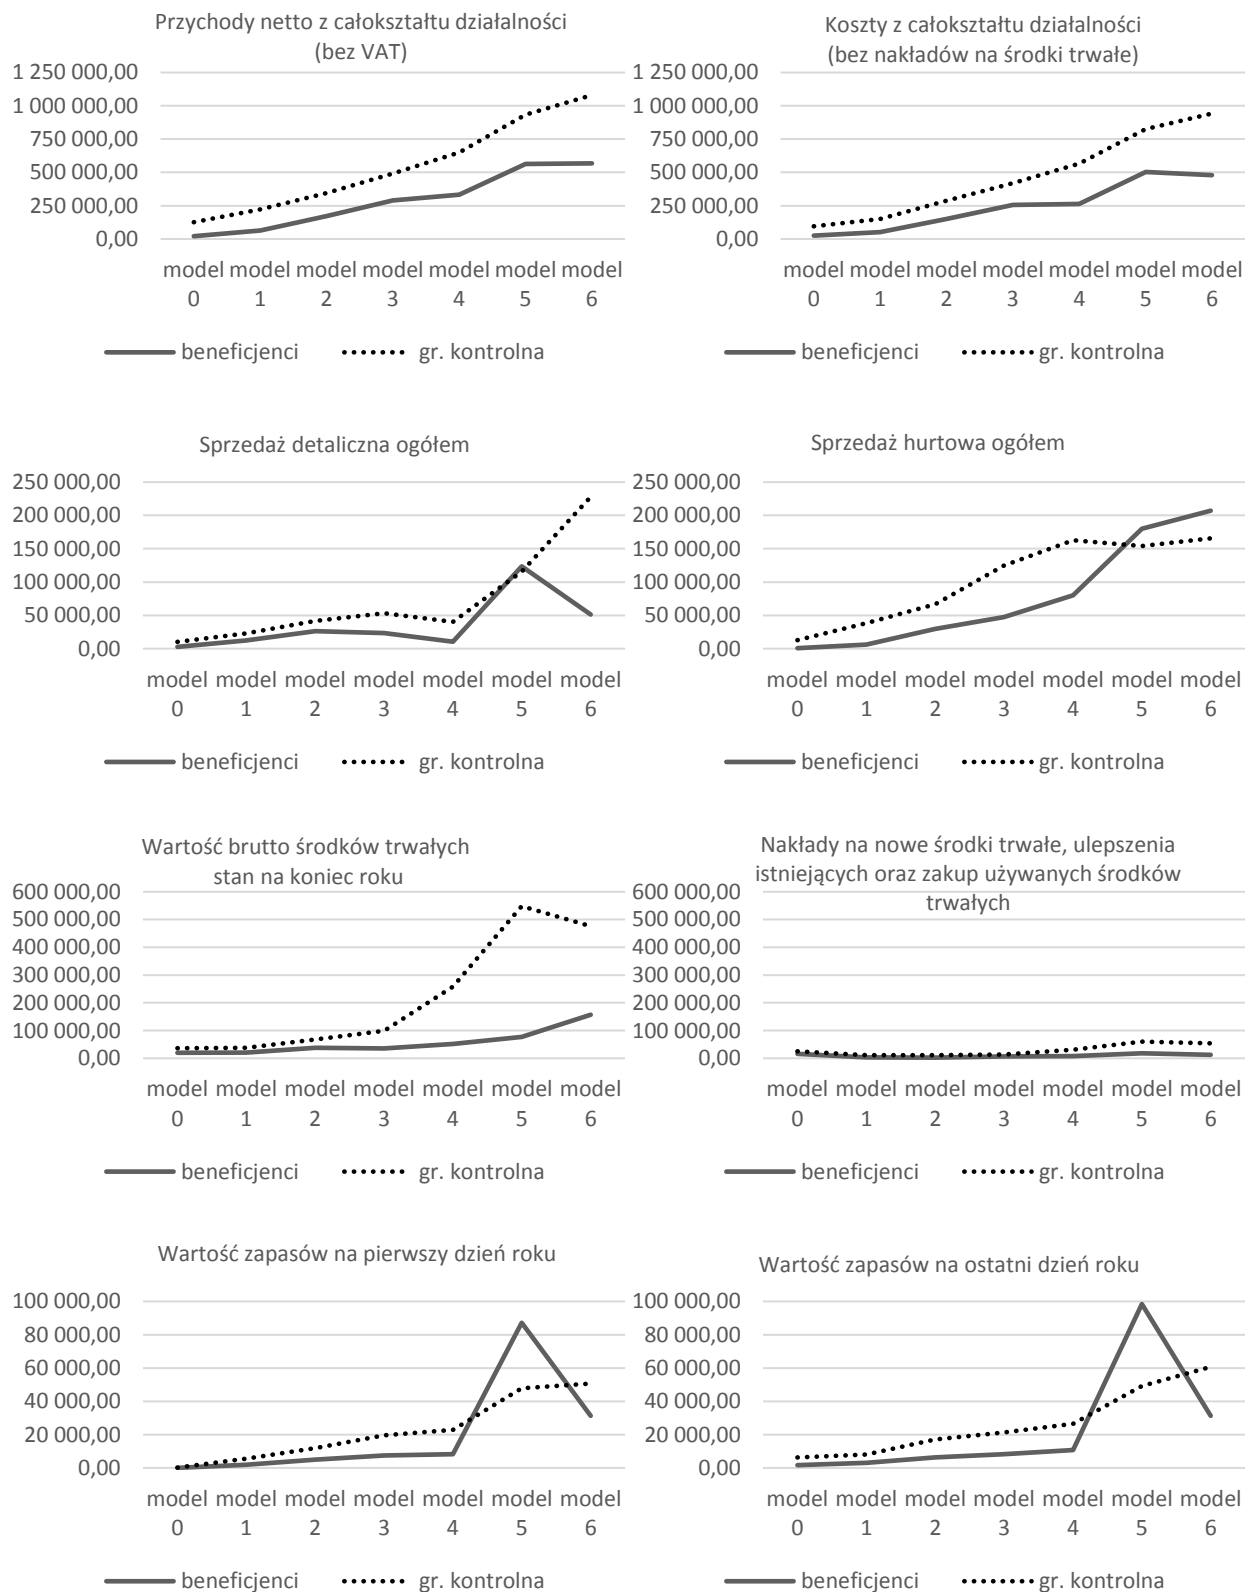 Przychody netto z całokształtu działalności
(bez VAT)
1 250 000,00
1 000 000,00
750 000,00
500 000,00
250 000,00
0,00
model model model model model model model
0 1 2 3 4 5 6
beneficjenci gr. kontrolna
Koszty z całokształtu działalności
(bez nakładów na środki trwałe)
1 250 000,00
1 000 000,00
750 000,00
500 000,00
250 000,00
0,00
model model model model model model model
0 1 2 3 4 5 6
beneficjenci gr. kontrolna
Sprzedaż detaliczna ogółem
250 000,00
200 000,00
150 000,00
100 000,00
50 000,00
0,00
model model model model model model model
0 1 2 3 4 5 6
beneficjenci gr. kontrolna
Sprzedaż hurtowa ogółem
250 000,00
200 000,00
150 000,00
100 000,00
50 000,00
0,00
model model model model model model model
0 1 2 3 4 5 6
beneficjenci gr. kontrolna
Wartość brutto środków trwałych
stan na koniec roku
600 000,00
500 000,00
400 000,00
300 000,00
200 000,00
100 000,00
0,00
model model model model model model model
0 1 2 3 4 5 6
beneficjenci gr. kontrolna
Nakłady na nowe środki trwałe, ulepszenia
istniejących oraz zakup używanych środków
trwałych
600 000,00
500 000,00
400 000,00
300 000,00
200 000,00
100 000,00
0,00
model model model model model model model
0 1 2 3 4 5 6
beneficjenci gr. kontrolna
Wartość zapasów na pierwszy dzień roku
100 000,00
80 000,00
60 000,00
40 000,00
20 000,00
0,00
model model model model model model model
0 1 2 3 4 5 6
beneficjenci gr. kontrolna
Wartość zapasów na ostatni dzień roku
100 000,00
80 000,00
60 000,00
40 000,00
20 000,00
0,00
model model model model model model model
0 1 2 3 4 5 6
beneficjenci gr. kontrolna